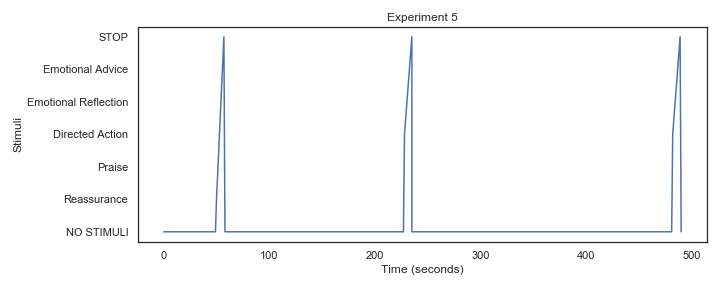 Experiment 5
STOP
Emotional Advice
Emotional Reflection
Directed Action
Praise
Reassurance
NO STIMULI
Stimuli
0 100 200 300 400 500
Time (seconds)